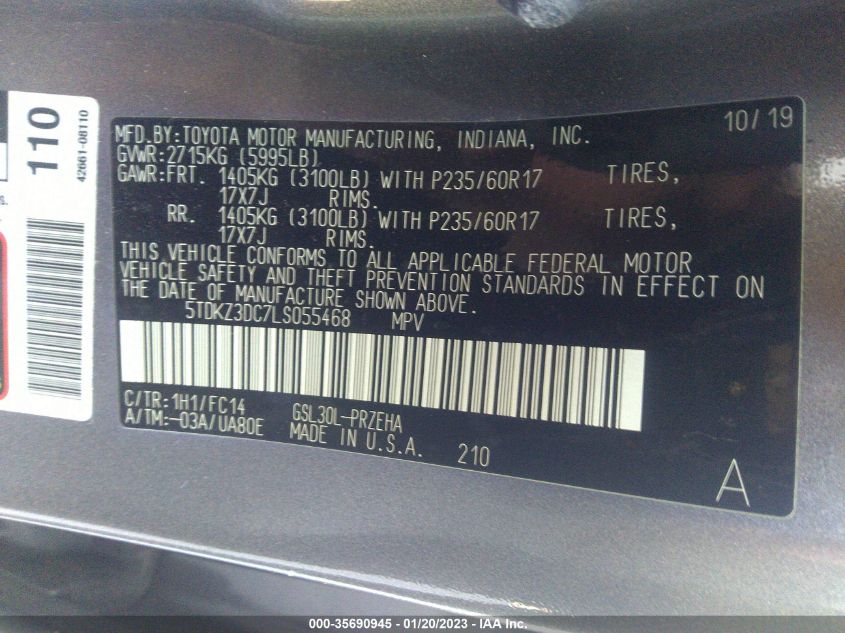 110
42661-08110
10/19
MFD.BY:TOYOTA MOTOR MANUFACTURING, INDIANA, INC.
GVWR:2715KG (5995LB)
GAWR:FRT. 1405KG (3100LB) WITH P235/60R17 TIRES,
17X7J RIMS.
RR. 1405KG (3100LB) WITH P235/60R17 TIRES,
17X7J RIMS.
THIS VEHICLE CONFORMS TO ALL APPLICABLE FEDERAL MOTOR
VEHICLE SAFETY AND THEFT PREVENTION STANDARDS IN EFFECT ON
THE DATE OF MANUFACTURE SHOWN ABOVE.
5TDKZ3DC7LS055468 MPV
C/TR:1H1/FC14 GSL30L-PRZEHA
A/TM:-03A/UA80E MADE IN U.S.A. 210
A
000-35690945 - 01/20/2023 - IAA Inc.